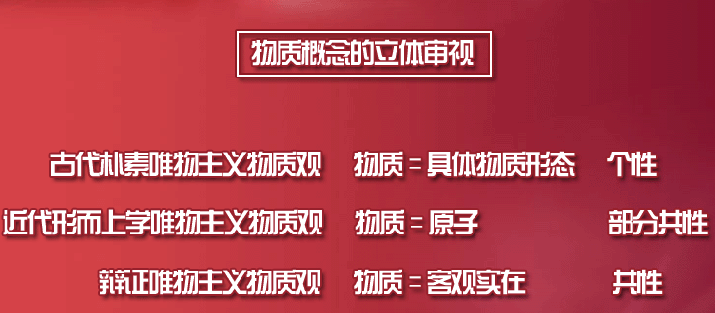 物质概念的立体审视
古代朴素唯物主义物质观 物质=具体物质形态 个性
近代形而上学唯物主义物质观 物质=原子 部分共性
辩证唯物主义物质观 物质=客观实在 共性